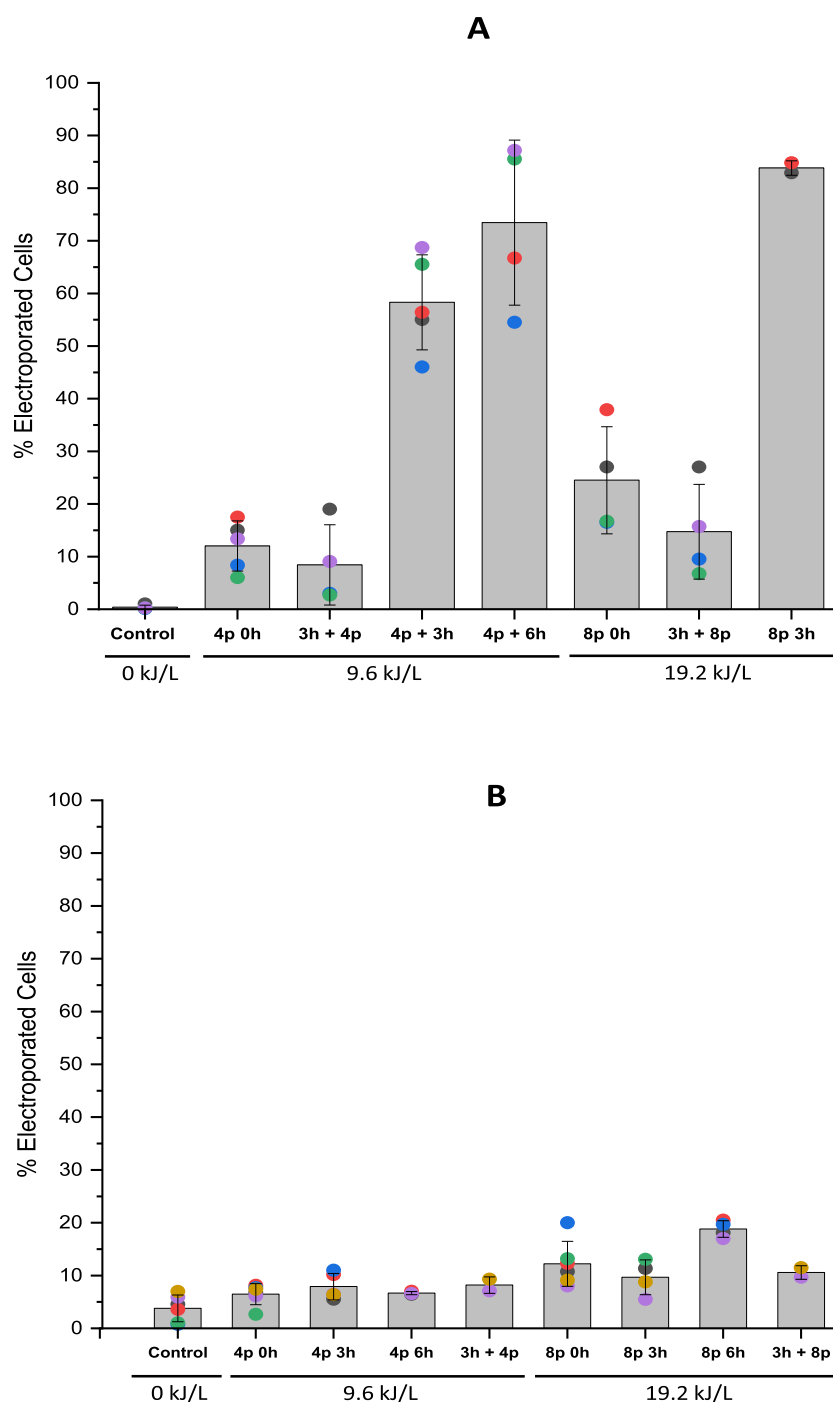 A
100
90
80
70
60
50
40
30
20
10
0
% Electroporated Cells
Control 4p 0h 3h + 4p 4p + 3h 4p + 6h 8p 0h 3h + 8p 8p 3h
0 kJ/L 9.6 kJ/L 19.2 kJ/L
B
100
90
80
70
60
50
40
30
20
10
0
% Electroporated Cells
Control 4p 0h 4p 3h 4p 6h 3h + 4p 8p 0h 8p 3h 8p 6h 3h + 8p
0 kJ/L 9.6 kJ/L 19.2 kJ/L